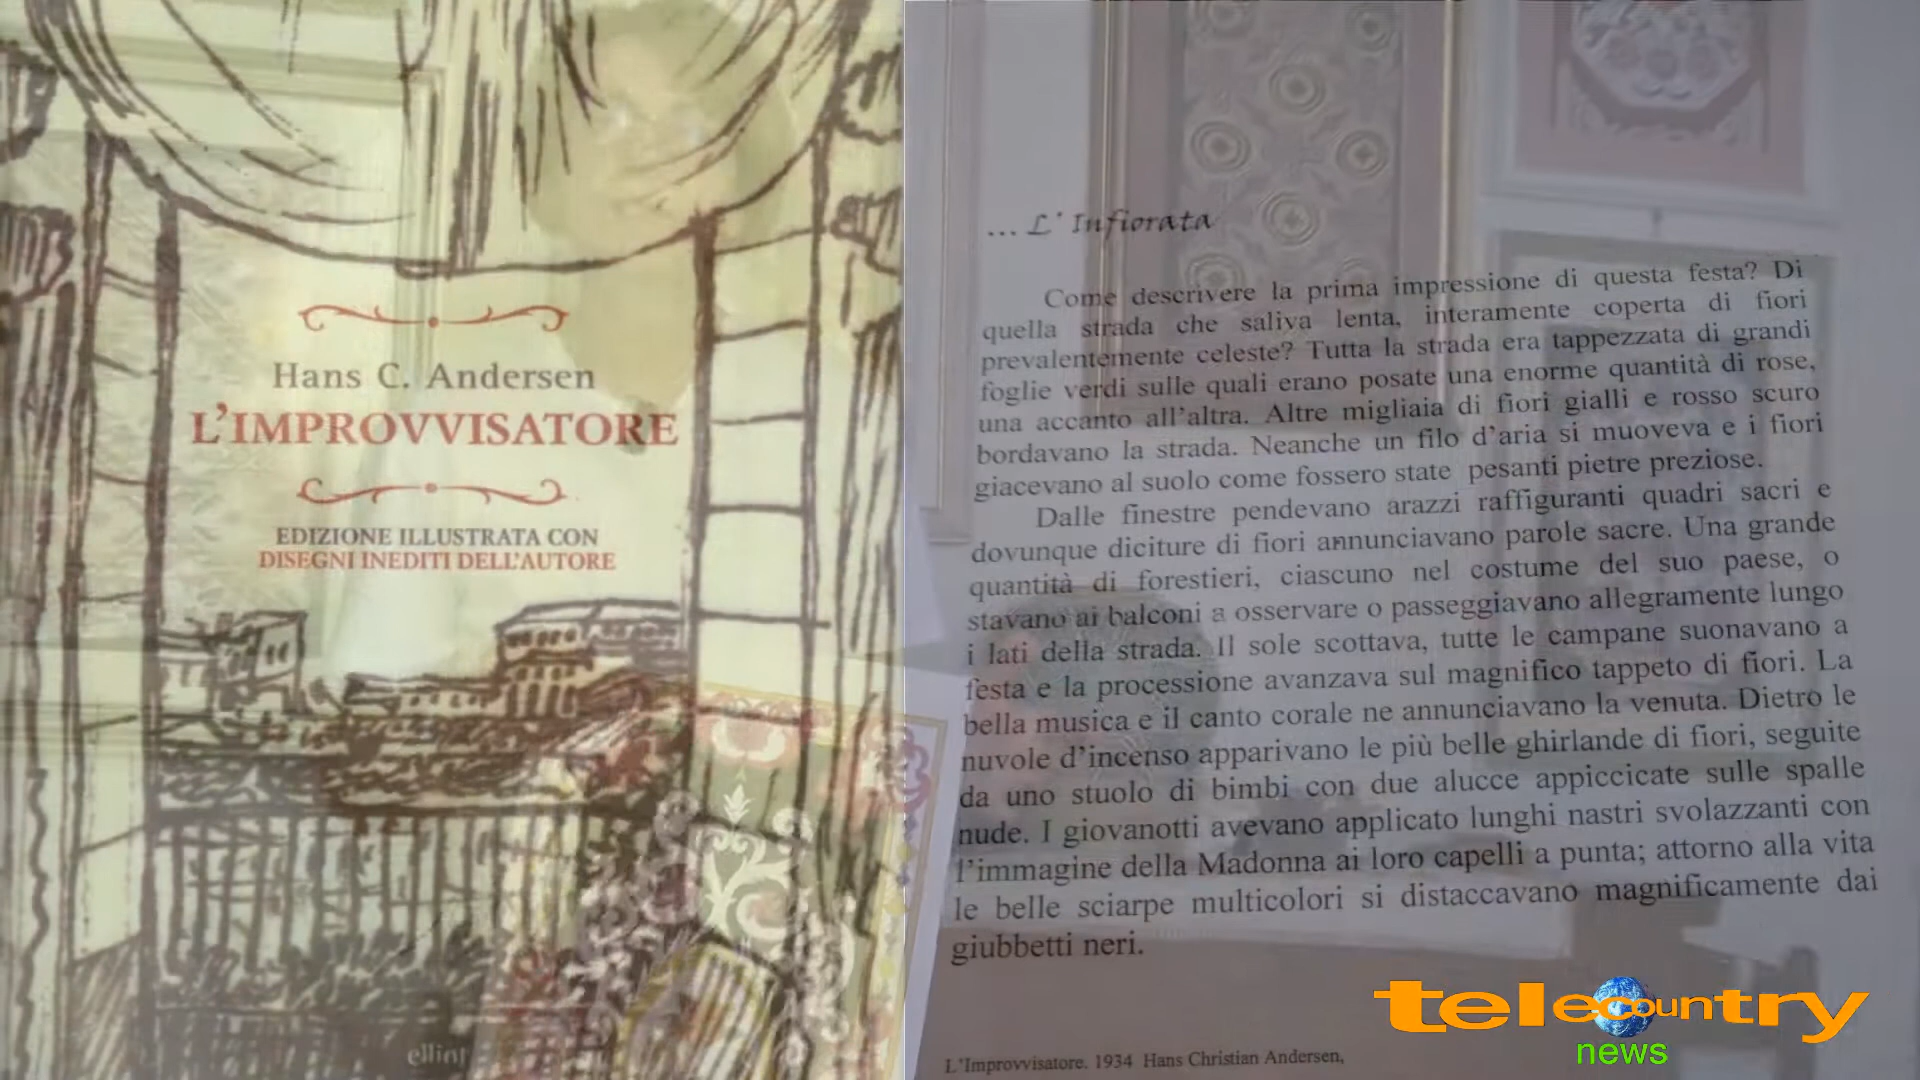 Hans C. Andersen
L'IMPROVVISATORE
EDIZIONE ILLUSTRATA CON
DISEGNI INEDITI DELL'AUTORE
... L' Infiorata
Come descrivere la prima impressione di questa festa? Di
quella strada che saliva lenta, interamente coperta di fiori
prevalentemente celeste? Tutta la strada era tappezzata di grandi
foglie verdi sulle quali erano posate una enorme quantità di rose,
una accanto all'altra. Altre migliaia di fiori gialli e rosso scuro
bordavano la strada. Neanche un filo d'aria si muoveva e i fiori
giacevano al suolo come fossero state pesanti pietre preziose.
Dalle finestre pendevano arazzi raffiguranti quadri sacri e
dovunque diciture di fiori annunciavano parole sacre. Una grande
quantità di forestieri, ciascuno nel costume del suo paese, o
stavano ai balconi a osservare o passeggiavano allegramente lungo
i lati della strada. Il sole scottava, tutte le campane suonavano a
festa e la processione avanzava sul magnifico tappeto di fiori. La
bella musica e il canto corale ne annunciavano la venuta. Dietro le
nuvole d'incenso apparivano le più belle ghirlande di fiori, seguite
da uno stuolo di bimbi con due alucce appiccicate sulle spalle
nude. I giovanotti avevano applicato lunghi nastri svolazzanti con
l'immagine della Madonna ai loro capelli a punta; attorno alla vita
le belle sciarpe multicolori si distaccavano magnificamente dai
giubbetti neri.
L'Improvvisatore. 1934 Hans Christian Andersen,
telecountry
news